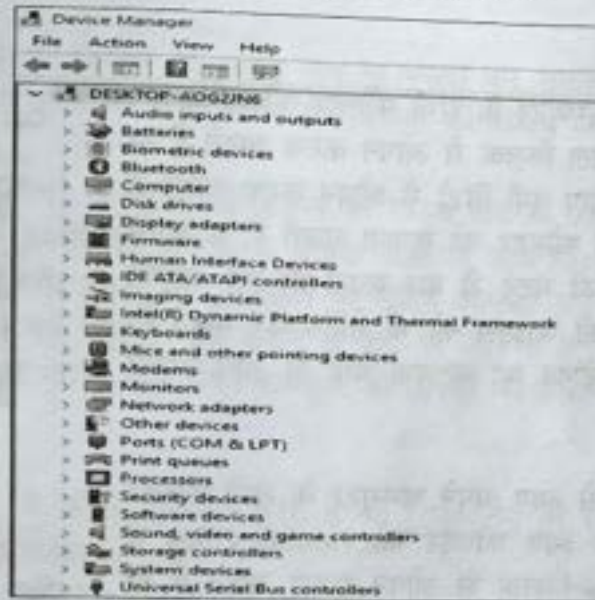 Device Manager
File Action View Help
DESKTOP-AOG2JN6
Audio inputs and outputs
Batteries
Biometric devices
Bluetooth
Computer
Disk drives
Display adapters
Firmware
Human Interface Devices
IDE ATA/ATAPI controllers
Imaging devices
Intel(R) Dynamic Platform and Thermal Framework
Keyboards
Mice and other pointing devices
Modems
Monitors
Network adapters
Other devices
Ports (COM & LPT)
Print queues
Processors
Security devices
Software devices
Sound, video and game controllers
Storage controllers
System devices
Universal Serial Bus controllers